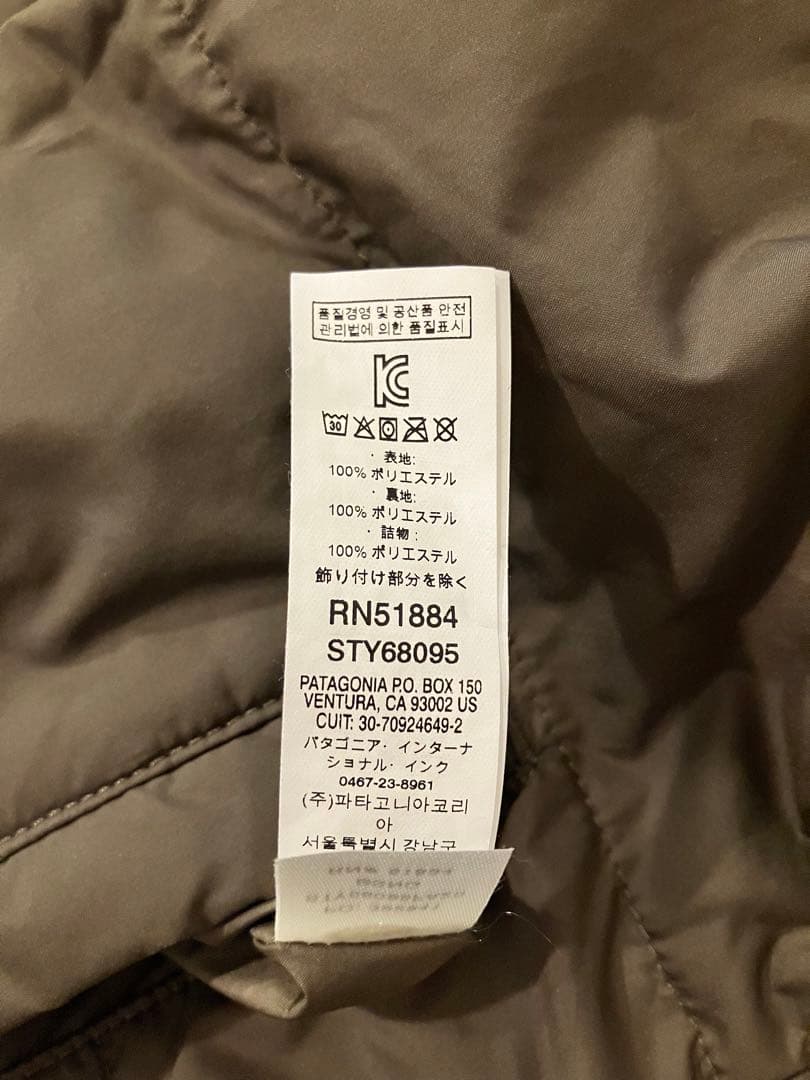 품질경영 및 공산품 안전
관리법에 의한 품질표시
30
· 表地:
100% ポリエステル
· 裏地:
100% ポリエステル
· 詰物:
100% ポリエステル
飾り付け部分を除く
RN51884
STY68095
PATAGONIA P.O. BOX 150
VENTURA, CA 93002 US
CUIT: 30-70924649-2
パタゴニア・インターナ
ショナル・インク
0467-23-8961
(주)파타고니아코리
아
서울특별시 강남구